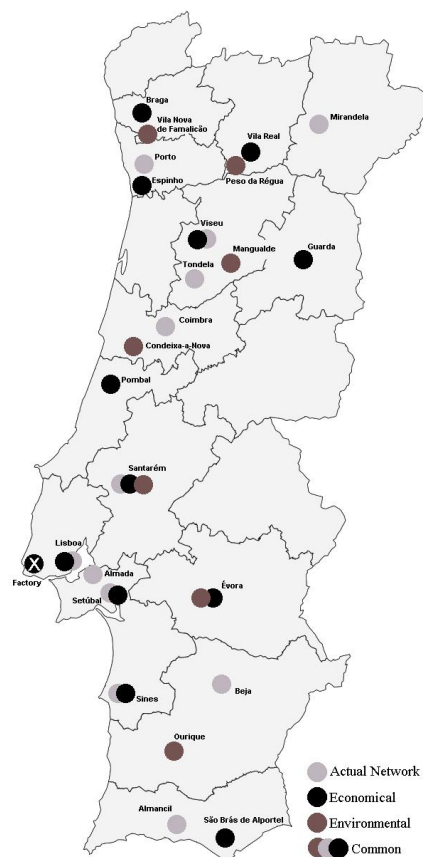 Braga
Vila Nova
de Famalicão
Mirandela
Vila Real
Porto
Peso da Régua
Espinho
Viseu
Guarda
Mangualde
Tondela
Coimbra
Condeixa-a-Nova
Pombal
Santarém
Lisboa
X
Factory
Almada
Évora
Setúbal
Beja
Sines
Ourique
Actual Network
Almancil
São Brás de Alportel
Economical
Environmental
Common